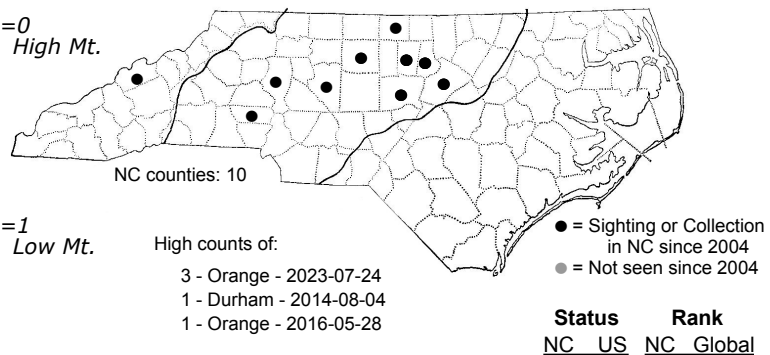 =0
High Mt.
NC counties: 10
=1
Low Mt.
High counts of:
3 - Orange - 2023-07-24
1 - Durham - 2014-08-04
1 - Orange - 2016-05-28
= Sighting or Collection
in NC since 2004
= Not seen since 2004
Status Rank
NC US NC Global